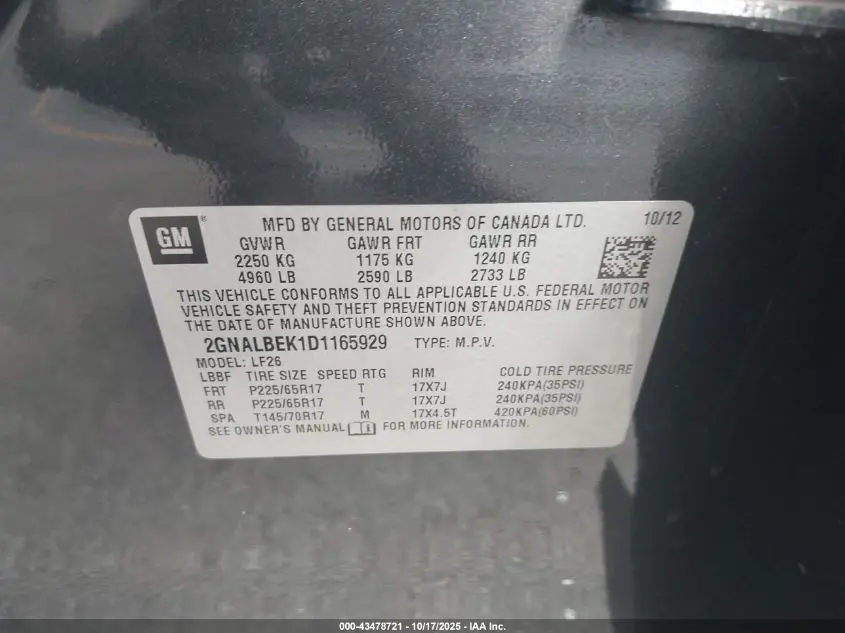 GM
®
MFD BY GENERAL MOTORS OF CANADA LTD. 10/12
GVWR GAWR FRT GAWR RR
2250 KG 1175 KG 1240 KG
4960 LB 2590 LB 2733 LB
THIS VEHICLE CONFORMS TO ALL APPLICABLE U.S. FEDERAL MOTOR
VEHICLE SAFETY AND THEFT PREVENTION STANDARDS IN EFFECT ON
THE DATE OF MANUFACTURE SHOWN ABOVE.
2GNALBEK1D1165929 TYPE: M.P.V.
MODEL: LF26
LBBF TIRE SIZE SPEED RTG RIM COLD TIRE PRESSURE
FRT P225/65R17 T 17X7J 240KPA(35PSI)
RR P225/65R17 T 17X7J 240KPA(35PSI)
SPA T145/70R17 M 17X4.5T 420KPA(60PSI)
SEE OWNER'S MANUAL i FOR MORE INFORMATION.
000-43478721 - 10/17/2025 - IAA Inc.